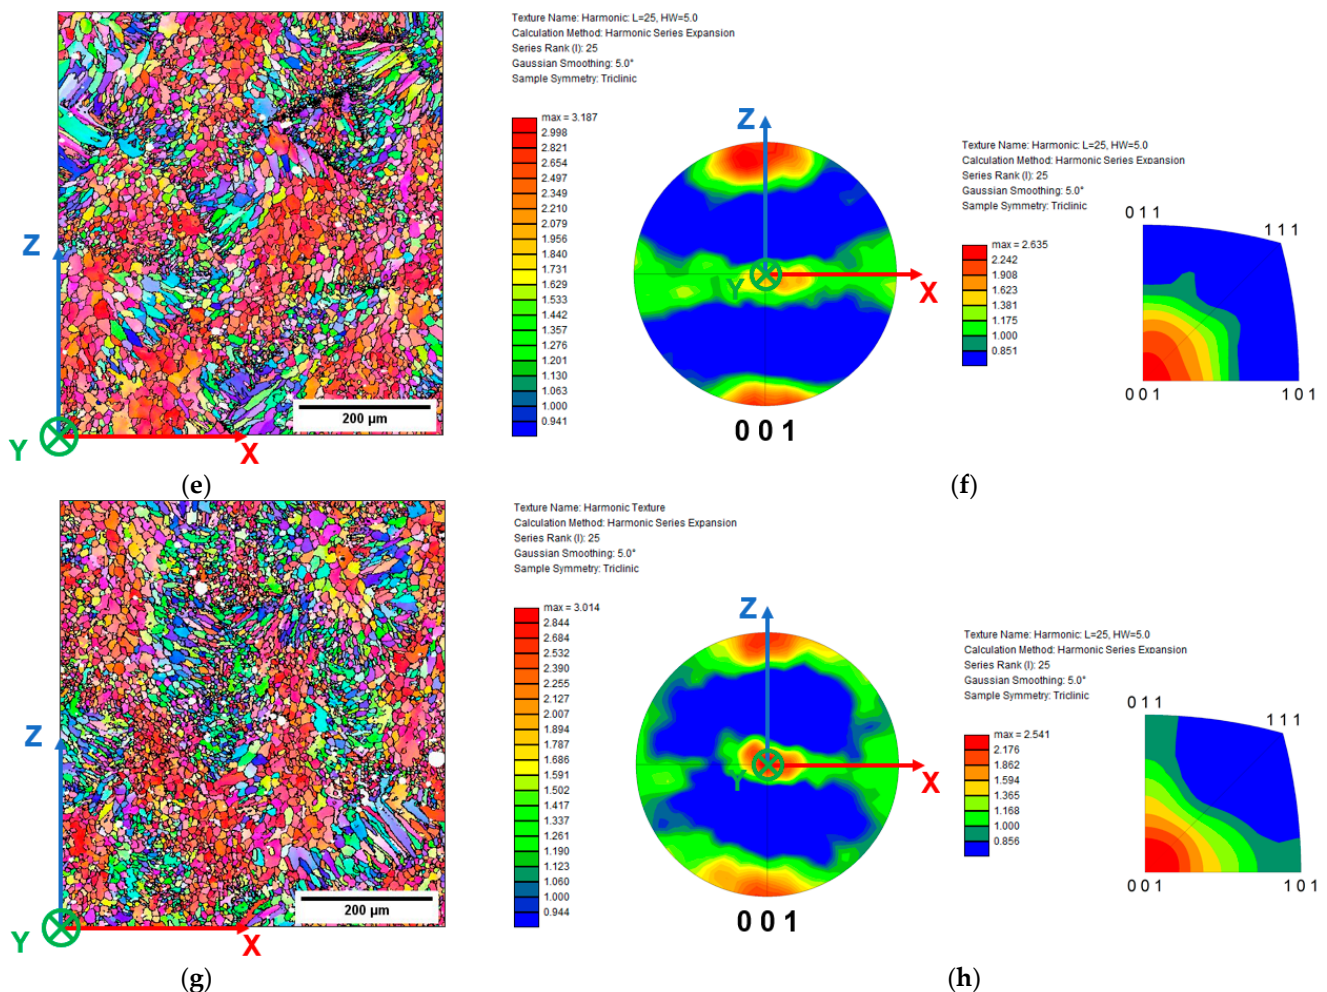 Z
Y
X
200 µm
(e)
Texture Name: Harmonic: L=25, HW=5.0
Calculation Method: Harmonic Series Expansion
Series Rank (l): 25
Gaussian Smoothing: 5.0°
Sample Symmetry: Triclinic
max = 3.187
2.998
2.821
2.654
2.497
2.349
2.210
2.079
1.956
1.840
1.731
1.629
1.533
1.442
1.357
1.276
1.201
1.130
1.063
1.000
0.941
Z
Y
X
0 0 1
Texture Name: Harmonic: L=25, HW=5.0
Calculation Method: Harmonic Series Expansion
Series Rank (l): 25
Gaussian Smoothing: 5.0°
Sample Symmetry: Triclinic
max = 2.635
2.242
1.908
1.623
1.381
1.175
1.000
0.851
0 1 1
1 1 1
0 0 1
1 0 1
(f)
Z
Y
X
200 µm
(g)
Texture Name: Harmonic Texture
Calculation Method: Harmonic Series Expansion
Series Rank (l): 25
Gaussian Smoothing: 5.0°
Sample Symmetry: Triclinic
max = 3.014
2.844
2.684
2.532
2.390
2.255
2.127
2.007
1.894
1.787
1.686
1.591
1.502
1.417
1.337
1.261
1.190
1.123
1.060
1.000
0.944
Z
Y
X
0 0 1
Texture Name: Harmonic: L=25, HW=5.0
Calculation Method: Harmonic Series Expansion
Series Rank (l): 25
Gaussian Smoothing: 5.0°
Sample Symmetry: Triclinic
max = 2.541
2.176
1.862
1.594
1.365
1.168
1.000
0.856
0 1 1
1 1 1
0 0 1
1 0 1
(h)